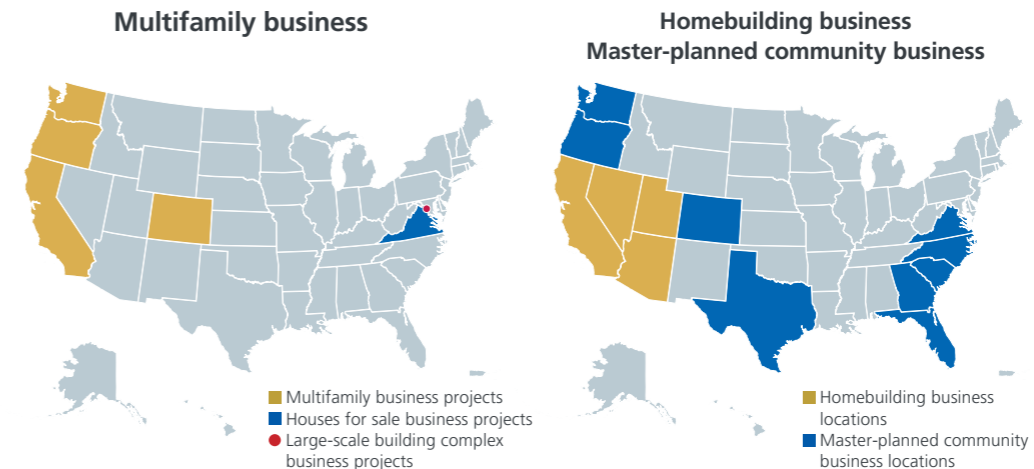 Multifamily business
Multifamily business projects
Houses for sale business projects
Large-scale building complex
business projects
Homebuilding business
Master-planned community business
Homebuilding business
locations
Master-planned community
business locations